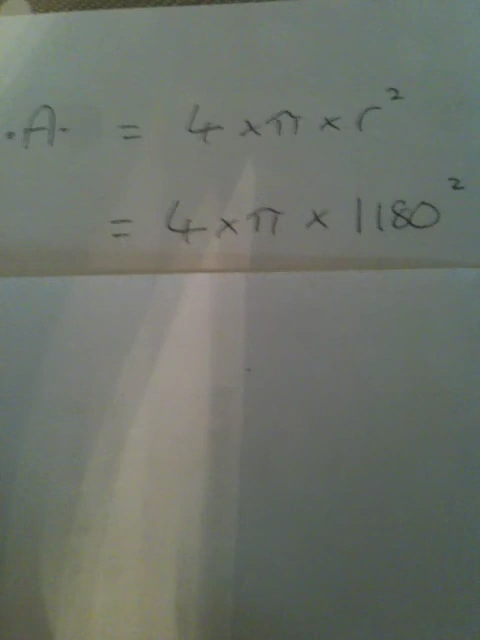 .A. = 4 × π × r²
= 4 × π × 1180²